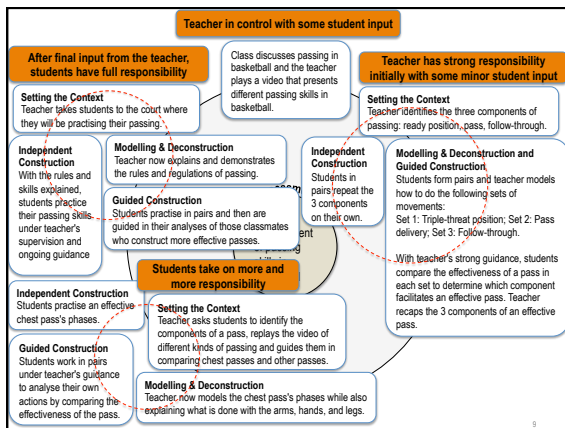 Teacher in control with some student input
Class discusses passing in
basketball and the teacher
plays a video that presents
different passing skills in
basketball.
After final input from the teacher,
students have full responsibility
Setting the Context
Teacher takes students to the court where
they will be practising their passing.
Independent
Construction
With the rules and
skills explained,
students practice
their passing skills
under teacher's
supervision and
ongoing guidance
Modelling & Deconstruction
Teacher now explains and demonstrates
the rules and regulations of passing.
Guided Construction
Students practise in pairs and then are
guided in their analyses of those classmates
who construct more effective passes.
Independent Construction
Students practise an effective
chest pass's phases.
Guided Construction
Students work in pairs
under teacher's guidance
to analyse their own
actions by comparing the
effectiveness of the pass.
Teacher has strong responsibility
initially with some minor student input
Setting the Context
Teacher identifies the three components of
passing: ready position, pass, follow-through.
Independent
Construction
Students in
pairs repeat the
3 components
on their own.
Modelling & Deconstruction and
Guided Construction
Students form pairs and teacher models
how to do the following sets of
movements:
Set 1: Triple-threat position; Set 2: Pass
delivery; Set 3: Follow-through.
With teacher's strong guidance, students
compare the effectiveness of a pass in
each set to determine which component
facilitates an effective pass. Teacher
recaps the 3 components of an effective
pass.
Students take on more and
more responsibility
Setting the Context
Teacher asks students to identify the
components of a pass, replays the video of
different kinds of passing and guides them in
comparing chest passes and other passes.
Modelling & Deconstruction
Teacher now models the chest pass's phases while also
explaining what is done with the arms, hands, and legs.
9